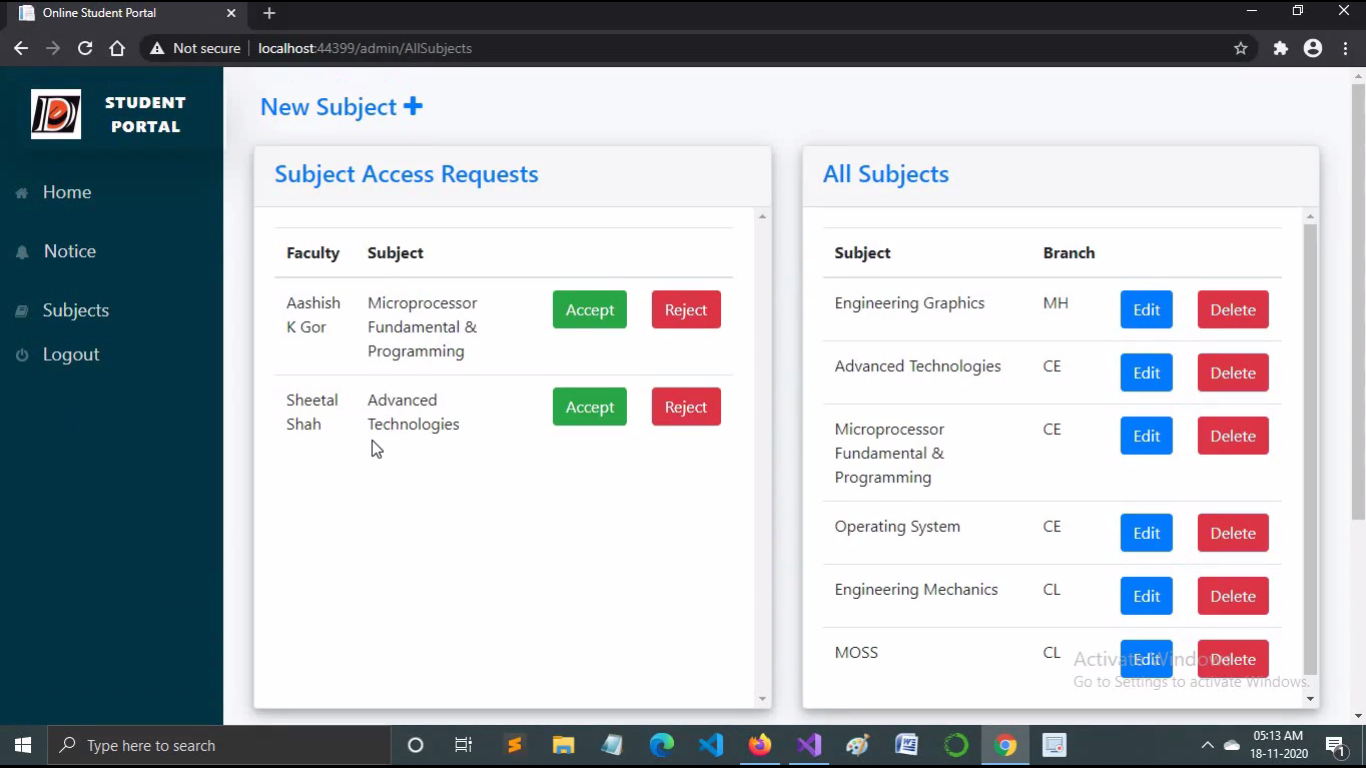 Online Student Portal
Not secure
localhost:44399/admin/AllSubjects
STUDENT
PORTAL
Home
Notice
Subjects
Logout
New Subject
Subject Access Requests
Faculty Subject
Aashish
K Gor
Microprocessor
Fundamental &
Programming
Accept Reject
Sheetal
Shah
Advanced
Technologies
Accept Reject
All Subjects
Subject Branch
Engineering Graphics MH Edit Delete
Advanced Technologies CE Edit Delete
Microprocessor
Fundamental &
Programming
CE Edit Delete
Operating System CE Edit Delete
Engineering Mechanics CL Edit Delete
MOSS CL Edit Delete
Activate Windows
Go to Settings to activate Windows.
Type here to search
05:13 AM
18-11-2020
1